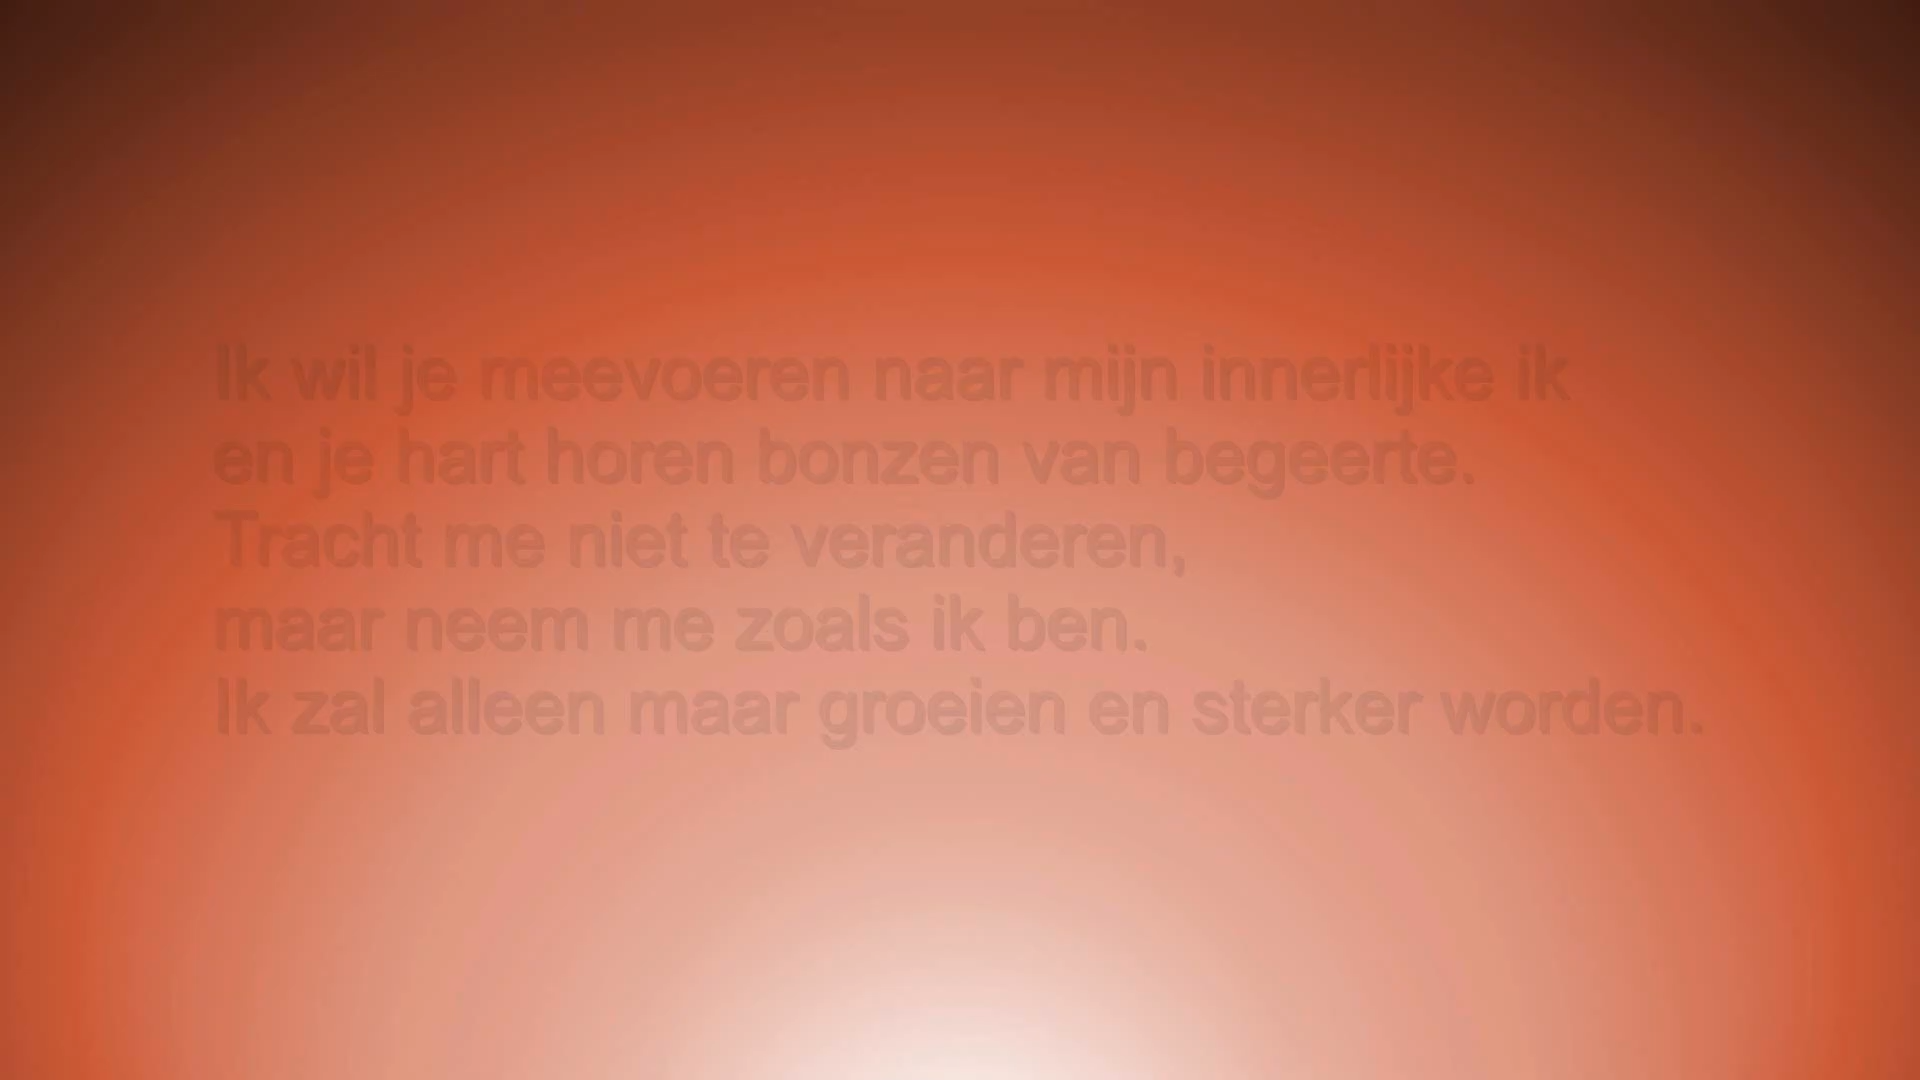 Ik wil je meevoeren naar mijn innerlijke ik
en je hart horen bonzen van begeerte.
Tracht me niet te veranderen,
maar neem me zoals ik ben.
Ik zal alleen maar groeien en sterker worden.